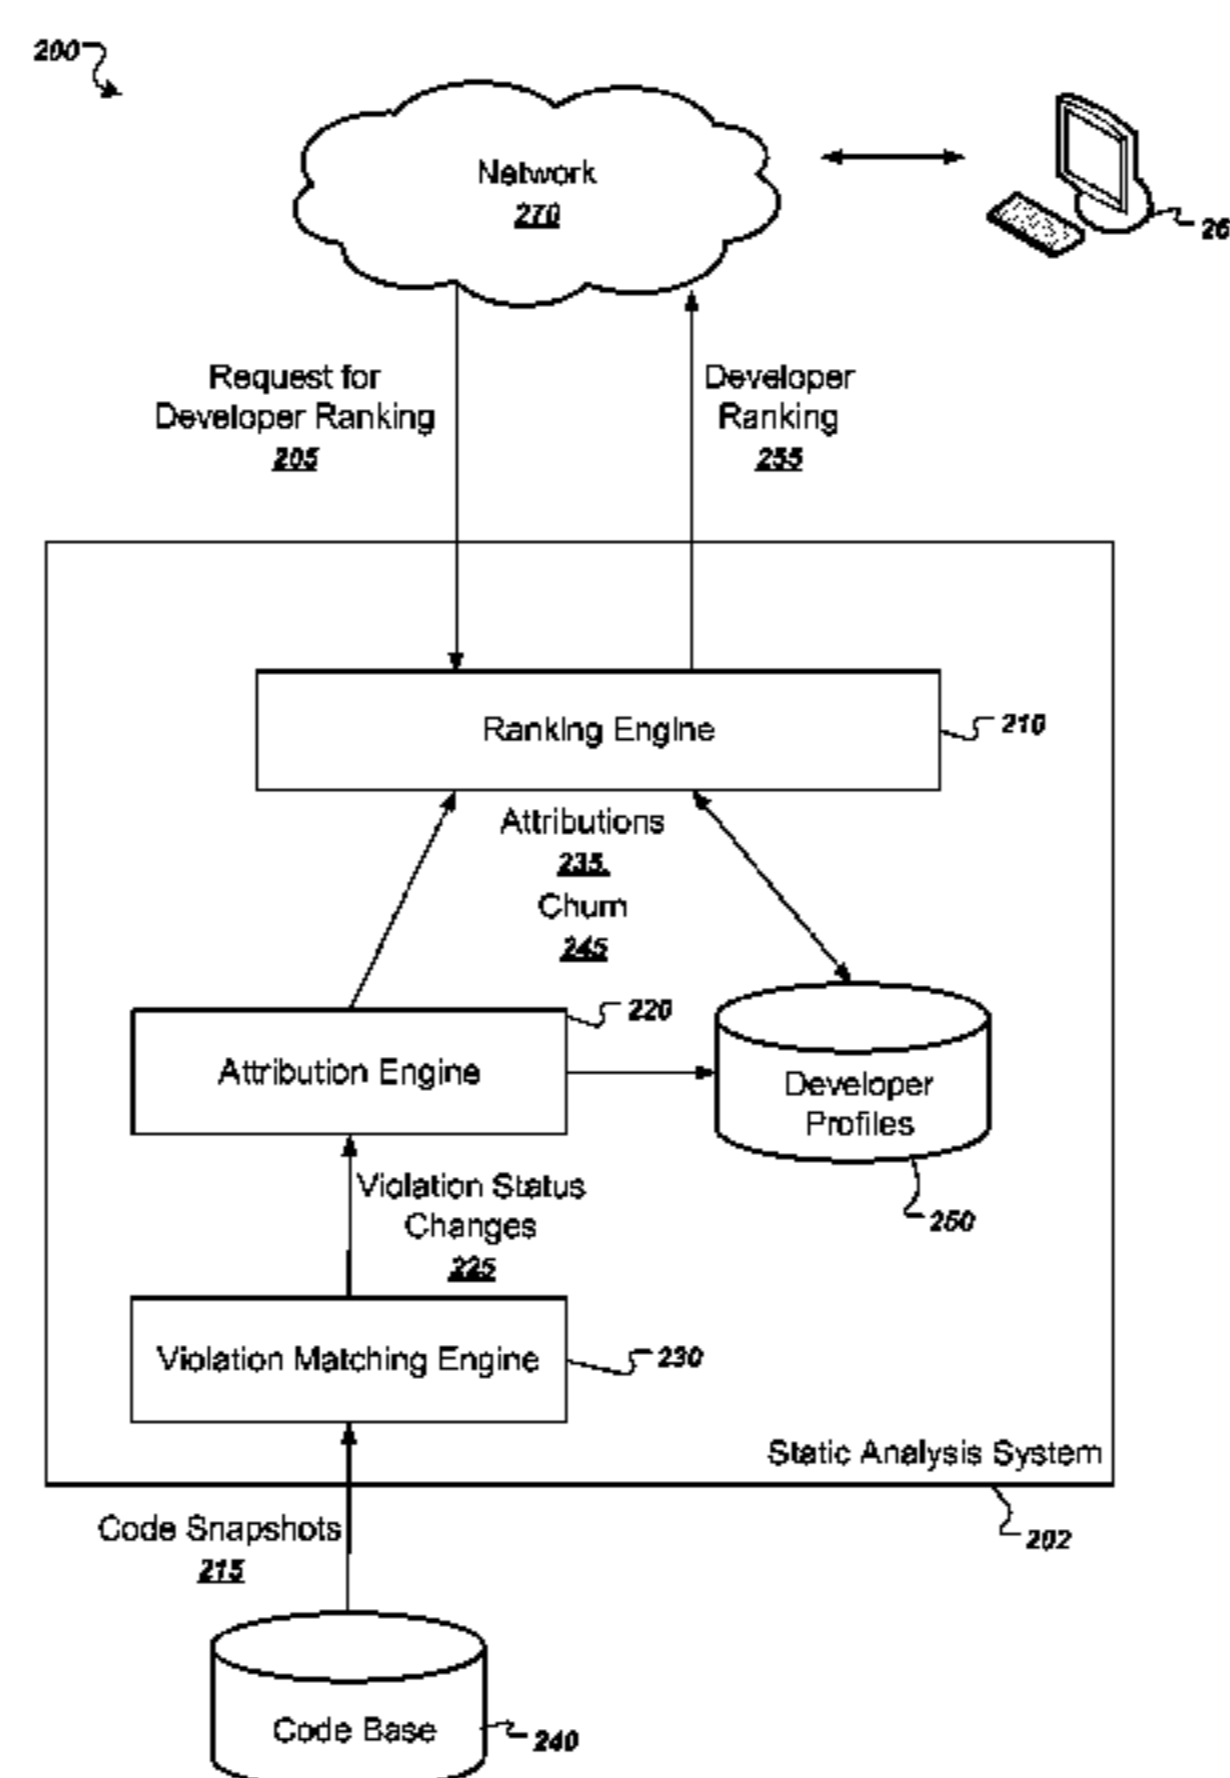 200
Network
270
26
Request for
Developer Ranking
205
Developer
Ranking
255
Ranking Engine
210
Attributions
235,
Churn
245
220
Attribution Engine
Developer
Profiles
250
Violation Status
Changes
225
Violation Matching Engine
230
Static Analysis System
202
Code Snapshots
215
Code Base
240